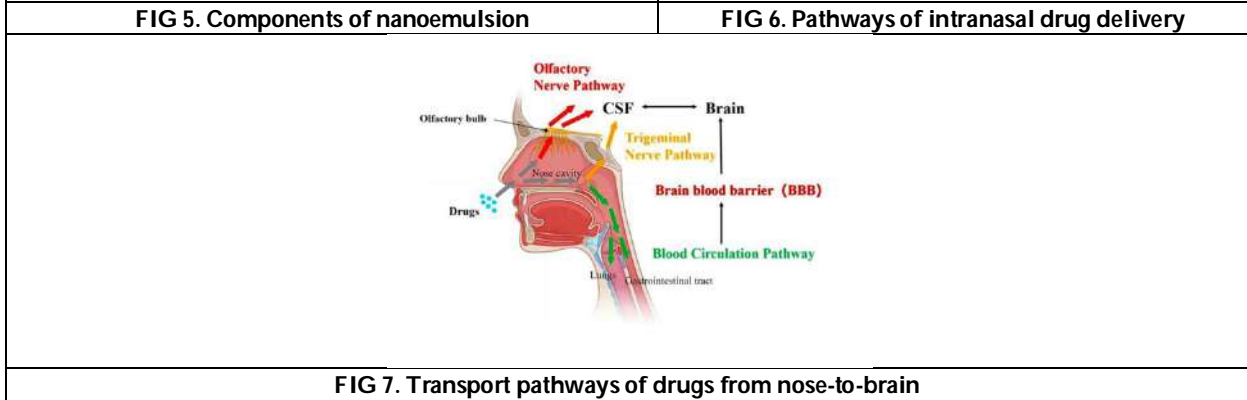 FIG 5. Components of nanoemulsion
FIG 6. Pathways of intranasal drug delivery
Olfactory
Nerve Pathway
CSF
Brain
Olfactory bulb
Trigeminal
Nerve Pathway
Nose cavity
Brain blood barrier (BBB)
Drugs
Blood Circulation Pathway
Lungs
Gastrointestinal tract
FIG 7. Transport pathways of drugs from nose-to-brain